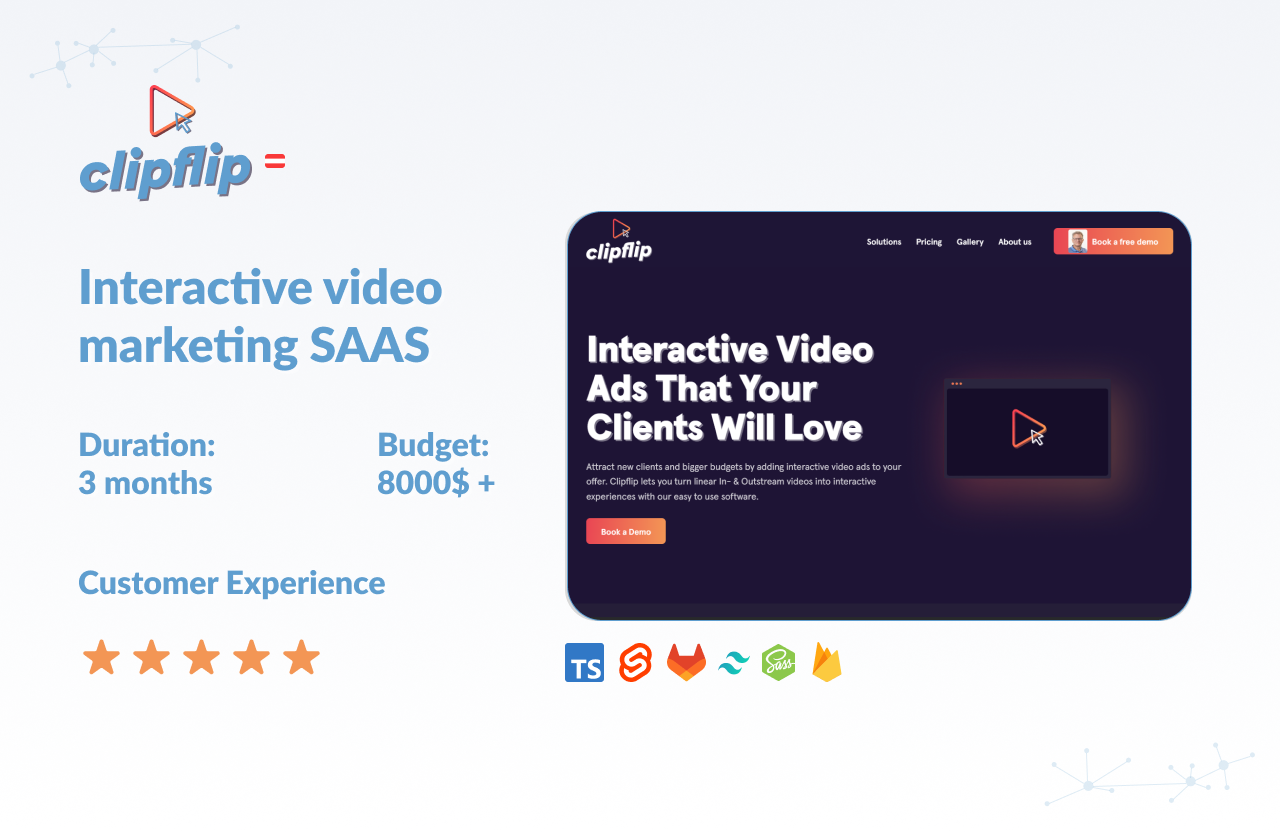 clipflip
Interactive video
marketing SAAS
Duration:
3 months
Budget:
8000$ +
Customer Experience
clipflip
Solutions
Pricing
Gallery
About us
Book a free demo
Interactive Video
Ads That Your
Clients Will Love
Attract new clients and bigger budgets by adding interactive video ads to your
offer. Clipflip lets you turn linear In- & Outstream videos into interactive
experiences with our easy to use software.
Book a Demo
TS
Sass